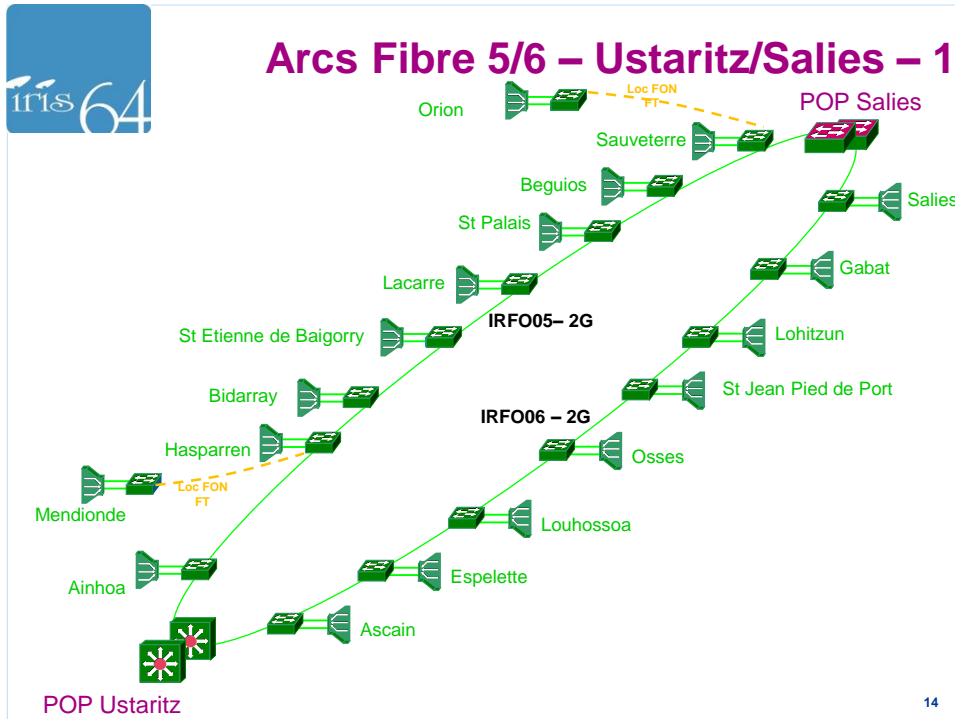 iris 64
Arcs Fibre 5/6 – Ustaritz/Salies – 1
Loc FON
FT
Orion
POP Salies
Sauveterre
Beguios
Salies
St Palais
Gabat
Lacarre
IRFO05– 2G
St Etienne de Baigorry
Lohitzun
Bidarray
St Jean Pied de Port
IRFO06 – 2G
Hasparren
Osses
Loc FON
FT
Mendionde
Louhossoa
Ainhoa
Espelette
Ascain
POP Ustaritz
14